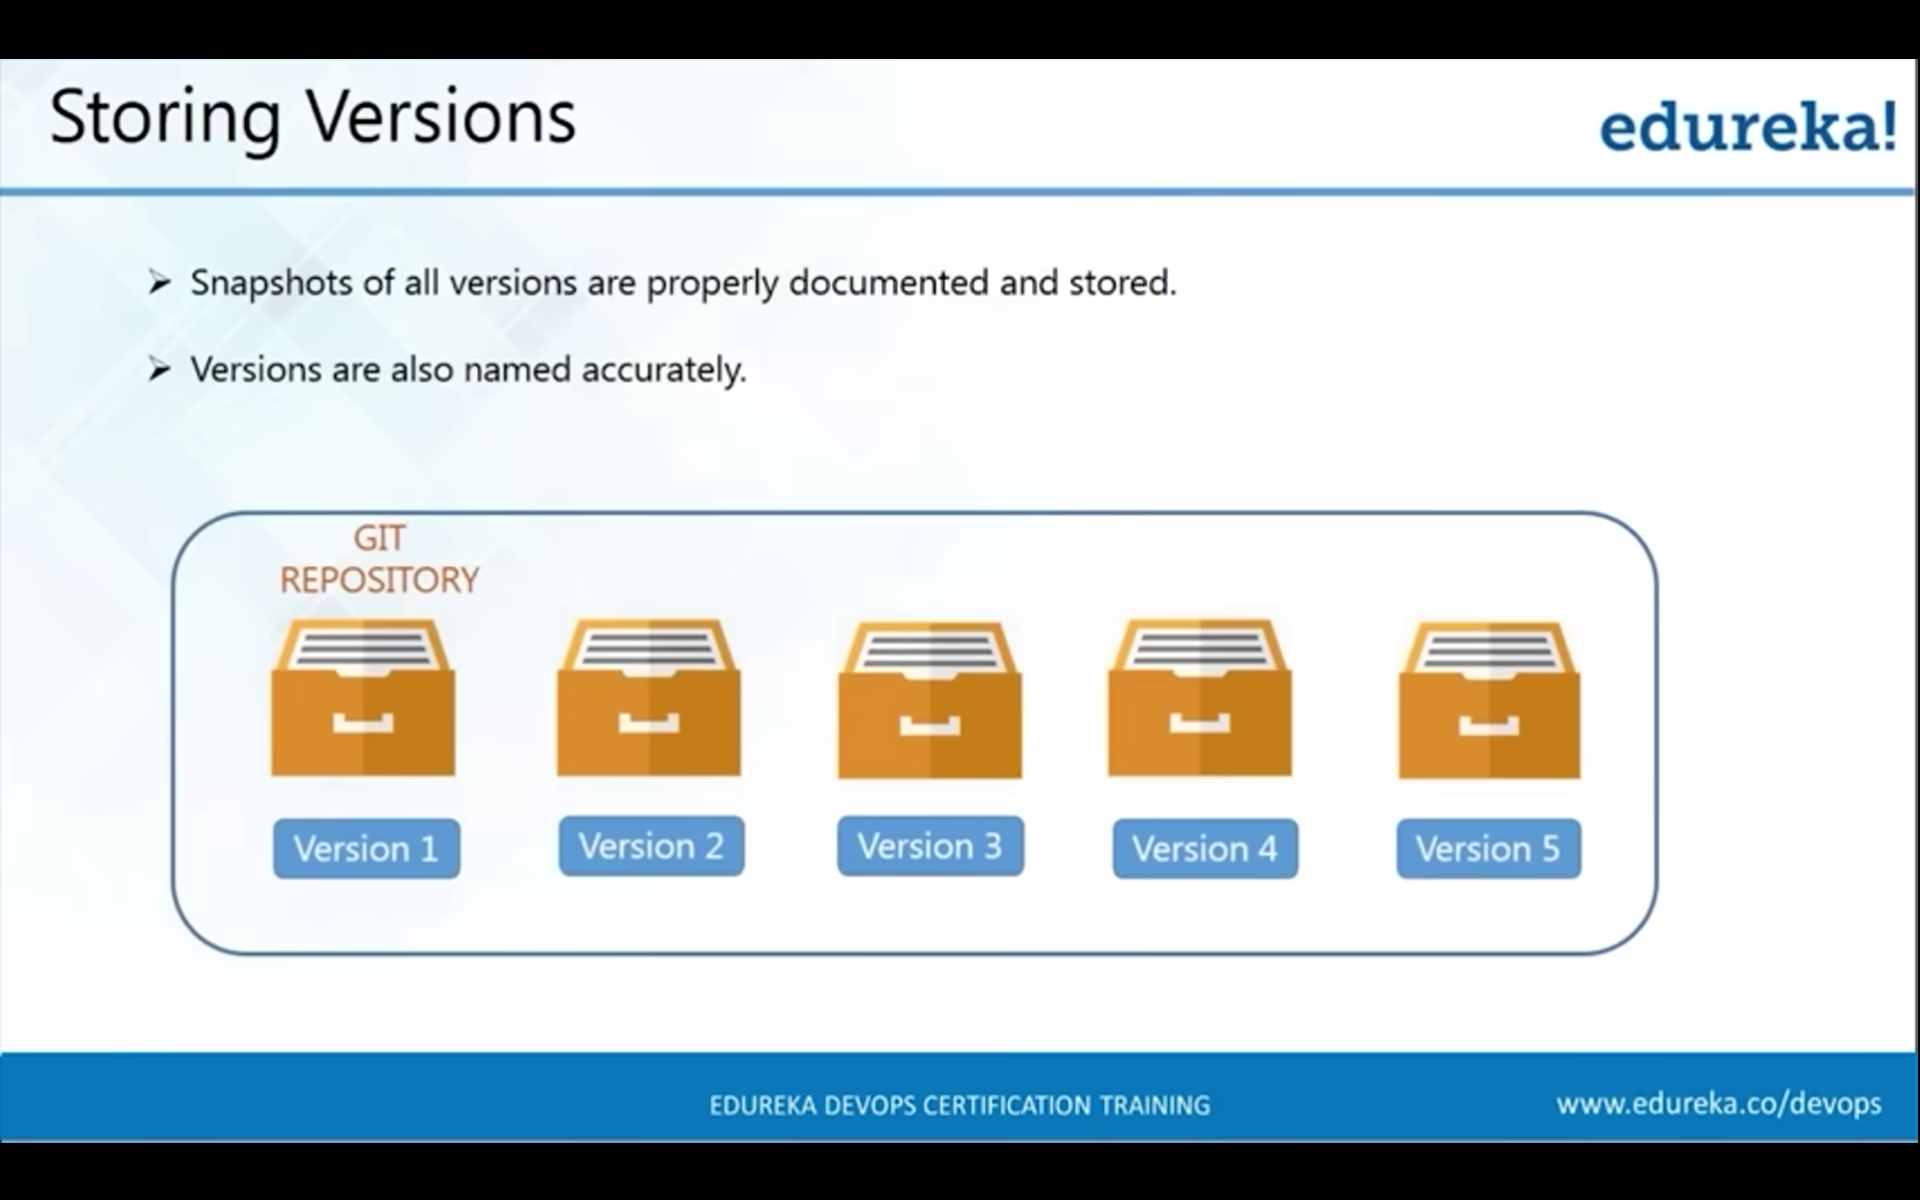 Storing Versions
edureka!
Snapshots of all versions are properly documented and stored.
Versions are also named accurately.
GIT
REPOSITORY
Version 1
Version 2
Version 3
Version 4
Version 5
EDUREKA DEVOPS CERTIFICATION TRAINING
www.edureka.co/devops